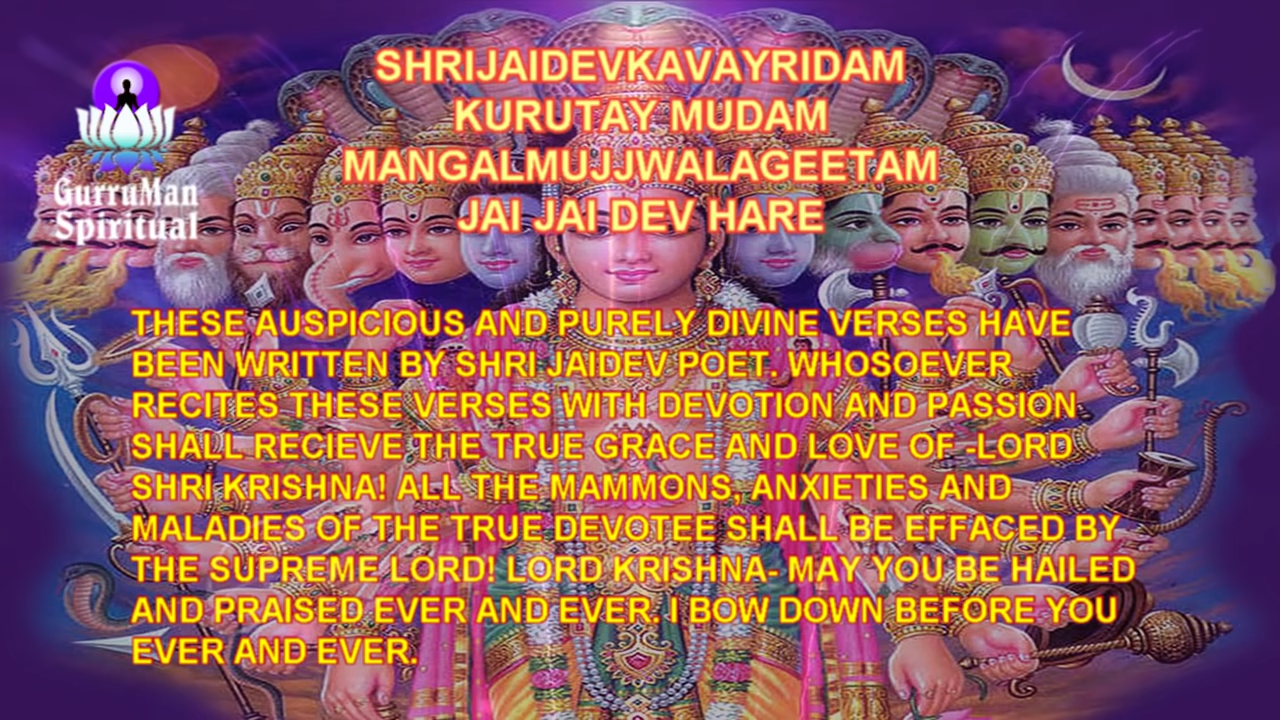 SHRIJAIDEVKAVAYRIDAM
KURUTAY MUDAM
MANGALMUJJWALAGEETAM
JAI JAI DEV HARE
GurruMan
Spiritual
THESE AUSPICIOUS AND PURELY DIVINE VERSES HAVE
BEEN WRITTEN BY SHRI JAIDEV POET. WHOSOEVER
RECITES THESE VERSES WITH DEVOTION AND PASSION
SHALL RECIEVE THE TRUE GRACE AND LOVE OF -LORD
SHRI KRISHNA! ALL THE MAMMONS, ANXIETIES AND
MALADIES OF THE TRUE DEVOTEE SHALL BE EFFACED BY
THE SUPREME LORD! LORD KRISHNA- MAY YOU BE HAILED
AND PRAISED EVER AND EVER. I BOW DOWN BEFORE YOU
EVER AND EVER.